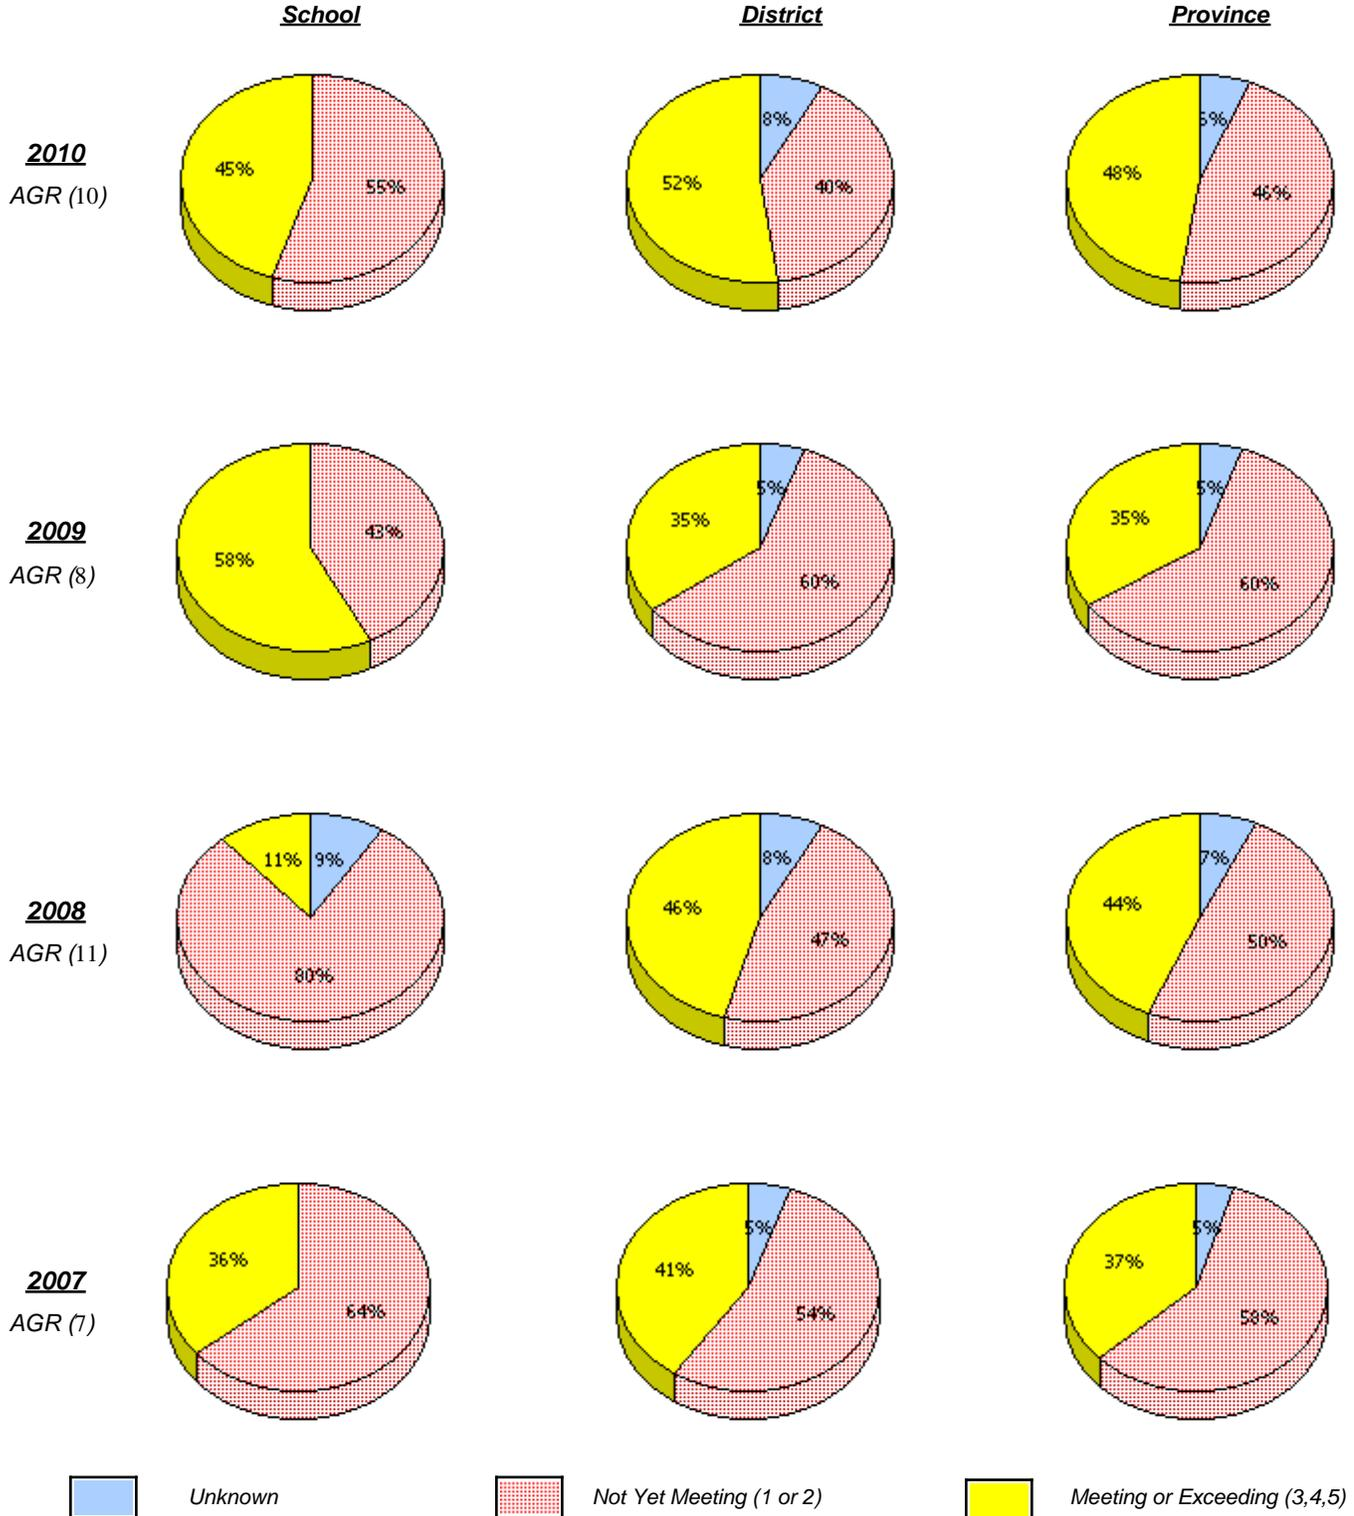 School District Province
2010
AGR (10)
45% 55%
8% 52% 40%
6% 48% 46%
2009
AGR (8)
58% 43%
5% 35% 60%
5% 35% 60%
2008
AGR (11)
11% 9% 80%
8% 46% 47%
7% 44% 50%
2007
AGR (7)
36% 64%
5% 41% 54%
5% 37% 58%
Unknown Not Yet Meeting (1 or 2) Meeting or Exceeding (3,4,5)